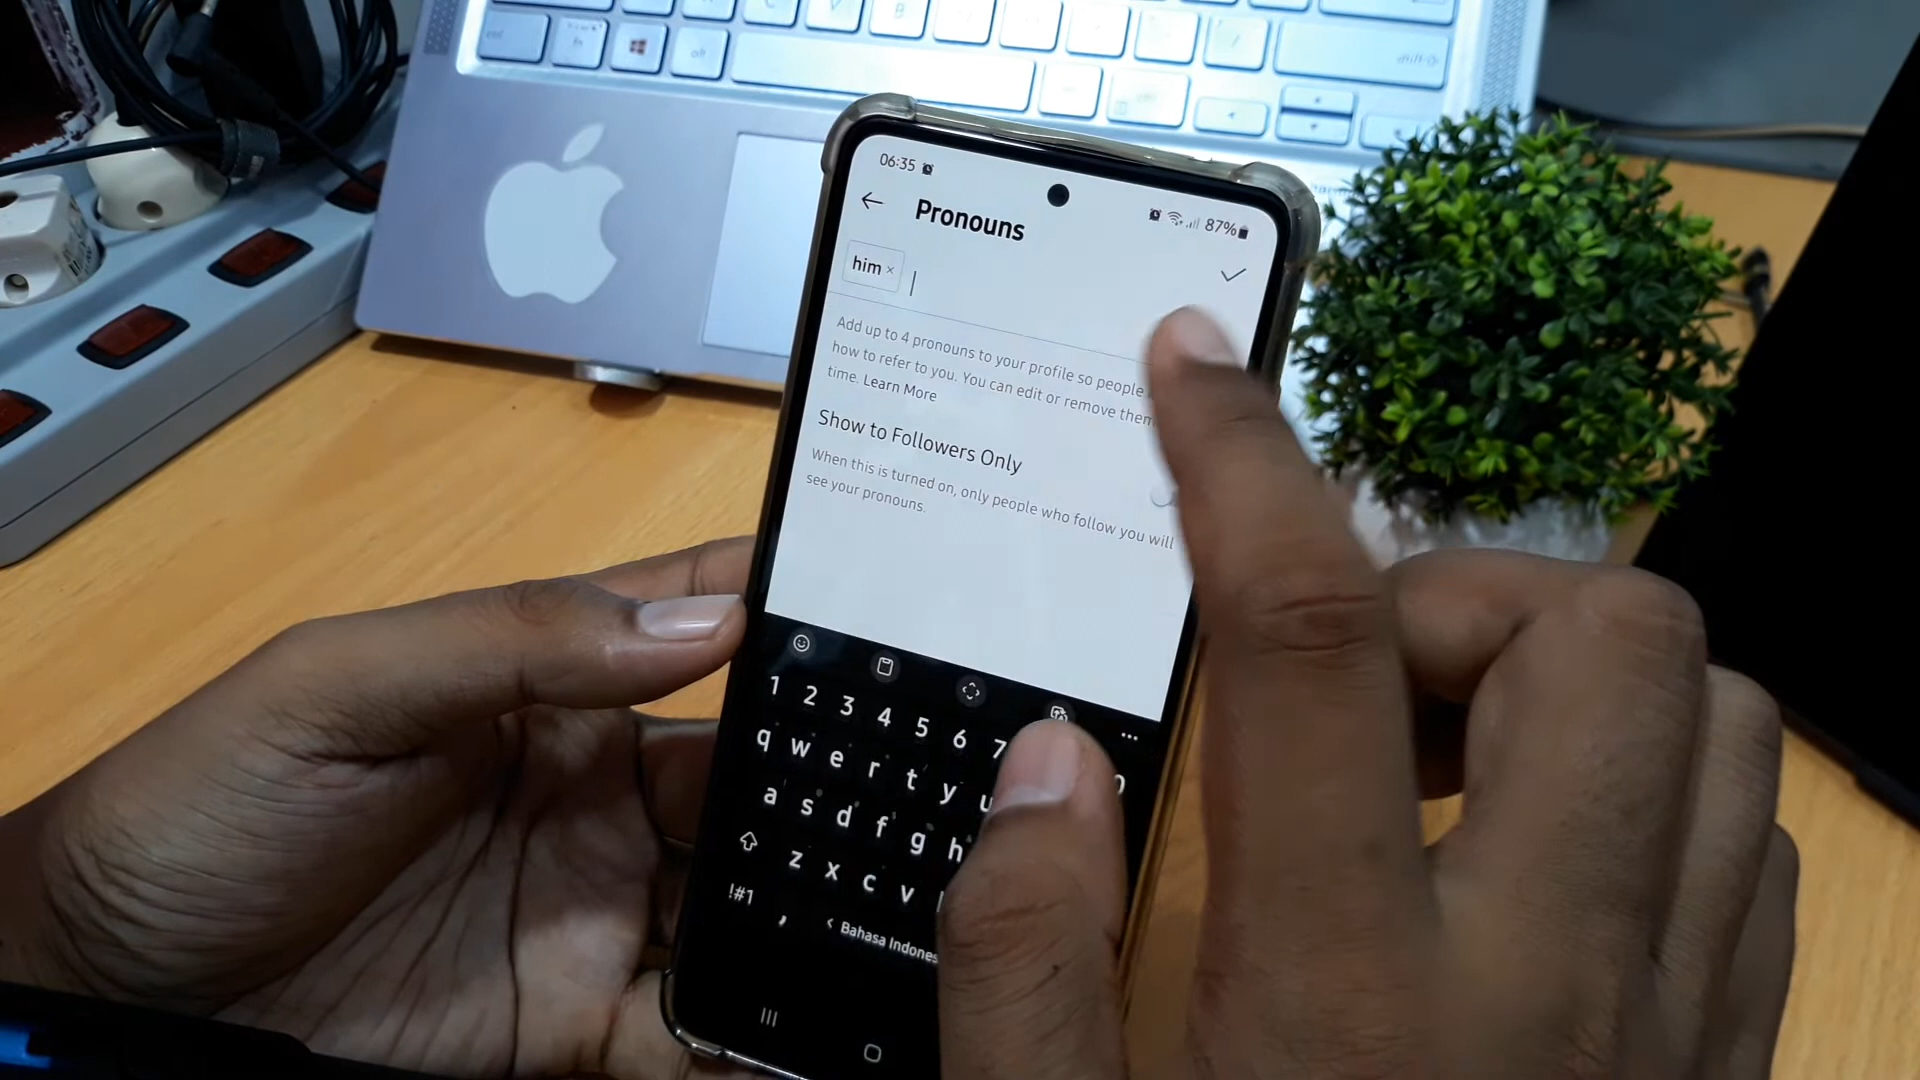 06:35
87%
Pronouns
him ×
Add up to 4 pronouns to your profile so people
how to refer to you. You can edit or remove them
time. Learn More
Show to Followers Only
When this is turned on, only people who follow you will
see your pronouns.
1 2 3 4 5 6 7
q w e r t y u
a s d f g h
z x c v
!#1 , < Bahasa Indones